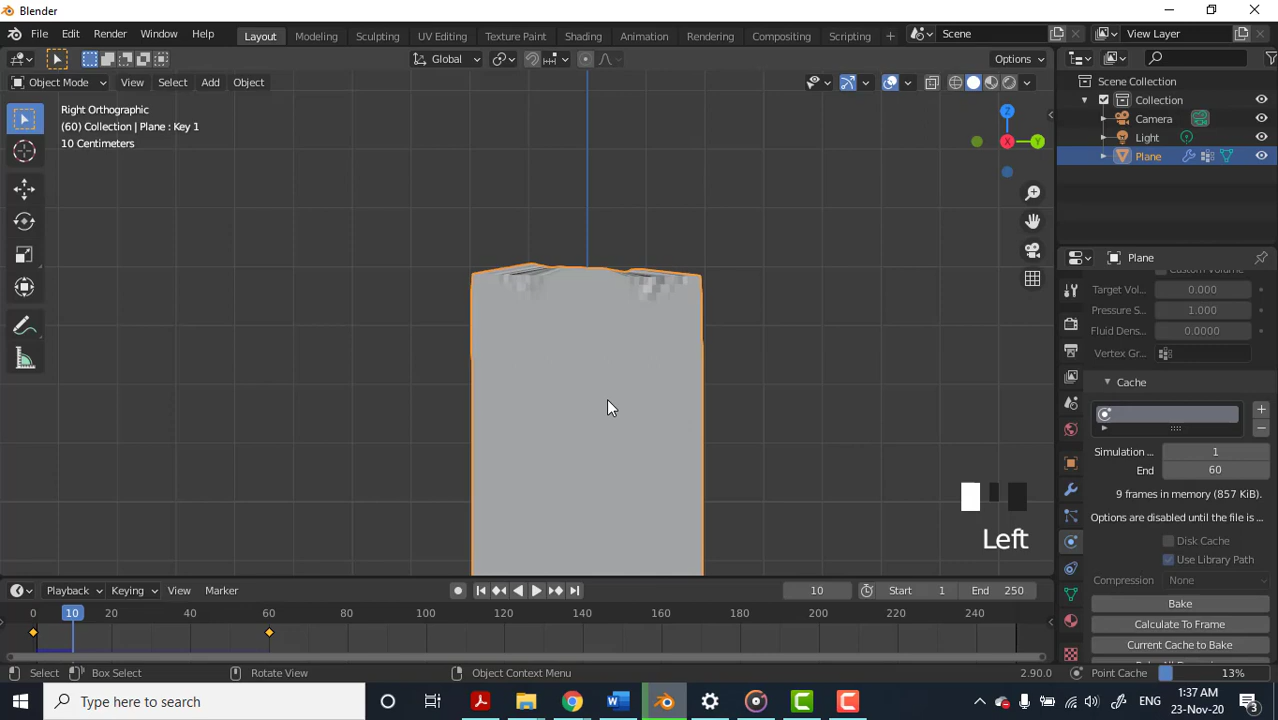 Blender
File Edit Render Window Help Layout Modeling Sculpting UV Editing Texture Paint Shading Animation Rendering Compositing Scripting + Scene View Layer
Global Options
Object Mode View Select Add Object
Right Orthographic
(60) Collection | Plane : Key 1
10 Centimeters
Z
X
Y
Scene Collection
Collection
Camera
Light
Plane
Plane
Custom Volume
Target Vol... 0.000
Pressure S... 1.000
Fluid Dens... 0.0000
Vertex Gr...
Cache
Simulation ... 1
End 60
9 frames in memory (857 KiB).
Options are disabled until the file is ...
Disk Cache
Use Library Path
Compression None
Bake
Calculate To Frame
Current Cache to Bake
Left
Playback Keying View Marker 10 Start 1 End 250
0 10 20 40 60 80 100 120 140 160 180 200 220 240
Select Box Select Rotate View Object Context Menu 2.90.0 Point Cache 13%
Type here to search
ENG
1:37 AM
23-Nov-20
3